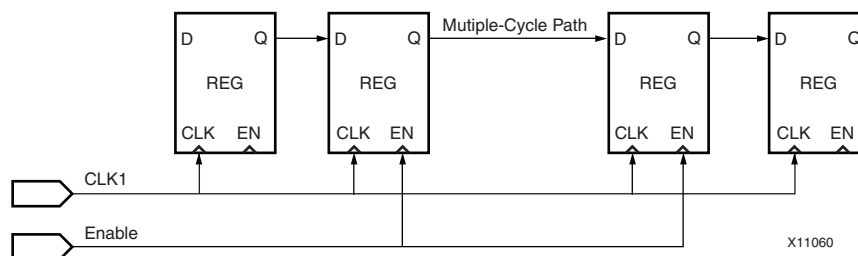 D Q D Q Mutiple-Cycle Path D Q D Q
REG REG REG REG
CLK EN CLK EN CLK EN CLK EN
CLK1
Enable
X11060